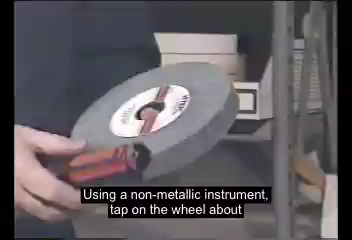 Using a non-metallic instrument,
tap on the wheel about